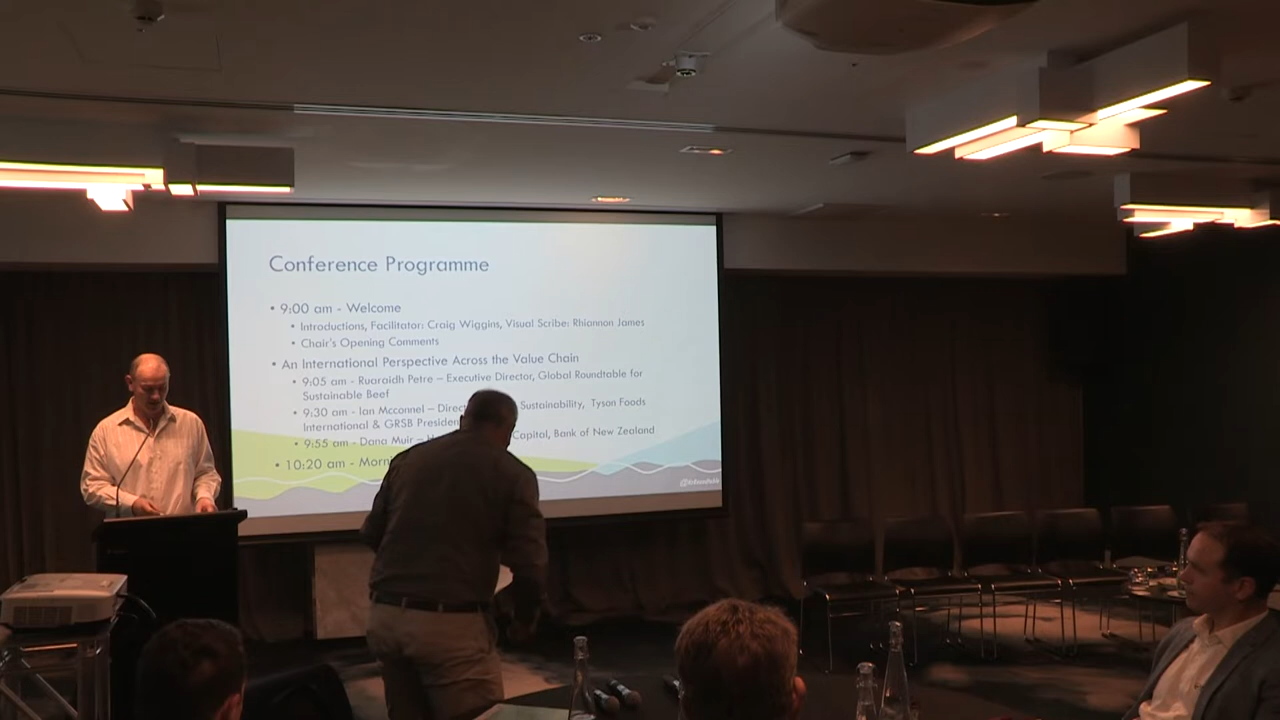 Conference Programme
• 9:00 am - Welcome
• Introductions, Facilitator: Craig Wiggins, Visual Scribe: Rhiannon James
• Chair's Opening Comments
• An International Perspective Across the Value Chain
• 9:05 am - Ruaraidh Petre – Executive Director, Global Roundtable for
Sustainable Beef
• 9:30 am - Ian Mcconnel – Direc Sustainability, Tyson Foods
International & GRSB Presiden
• 9:55 am - Dana Muir – Capital, Bank of New Zealand
• 10:20 am - Morni